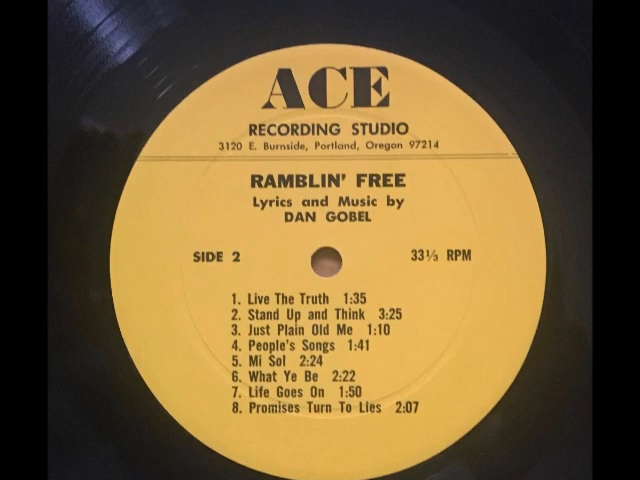 ACE
RECORDING STUDIO
3120 E. Burnside, Portland, Oregon 97214
RAMBLIN' FREE
Lyrics and Music by
DAN GOBEL
SIDE 2
33⅓ RPM
1. Live The Truth 1:35
2. Stand Up and Think 3:25
3. Just Plain Old Me 1:10
4. People's Songs 1:41
5. Mi Sol 2:24
6. What Ye Be 2:22
7. Life Goes On 1:50
8. Promises Turn To Lies 2:07